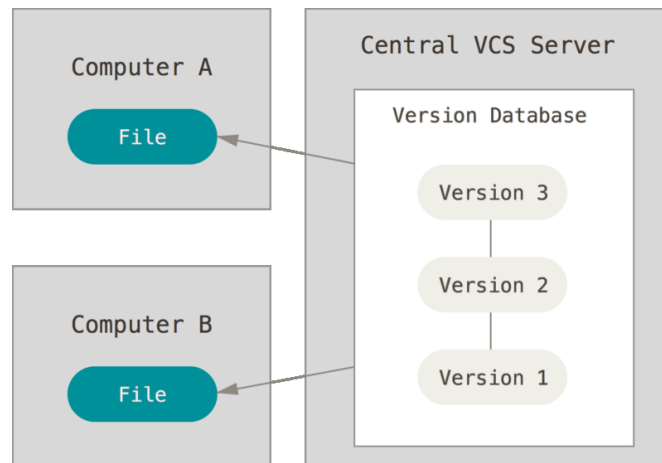 Computer A
File
Computer B
File
Central VCS Server
Version Database
Version 3
Version 2
Version 1